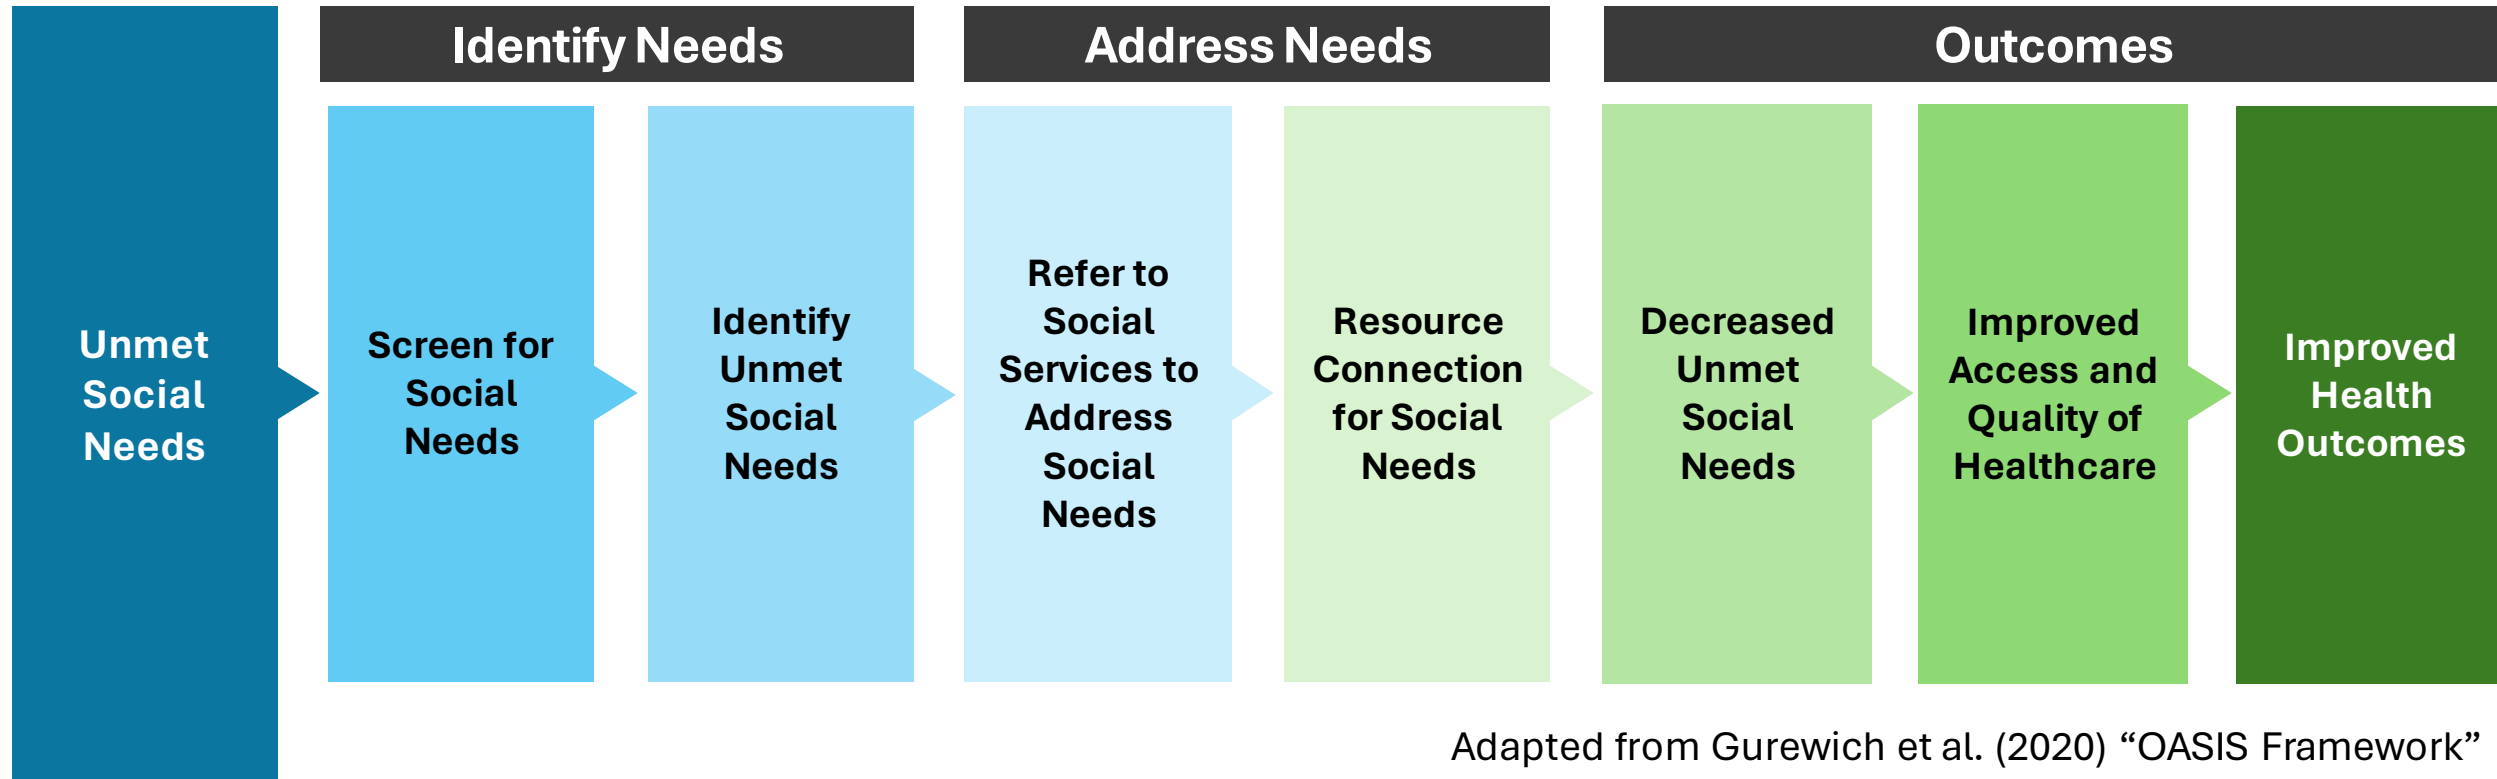 Identify Needs
Address Needs
Outcomes
Unmet
Social
Needs
Screen for
Social
Needs
Identify
Unmet
Social
Needs
Refer to
Social
Services to
Address
Social
Needs
Resource
Connection
for Social
Needs
Decreased
Unmet
Social
Needs
Improved
Access and
Quality of
Healthcare
Improved
Health
Outcomes
Adapted from Gurewich et al. (2020) “OASIS Framework”